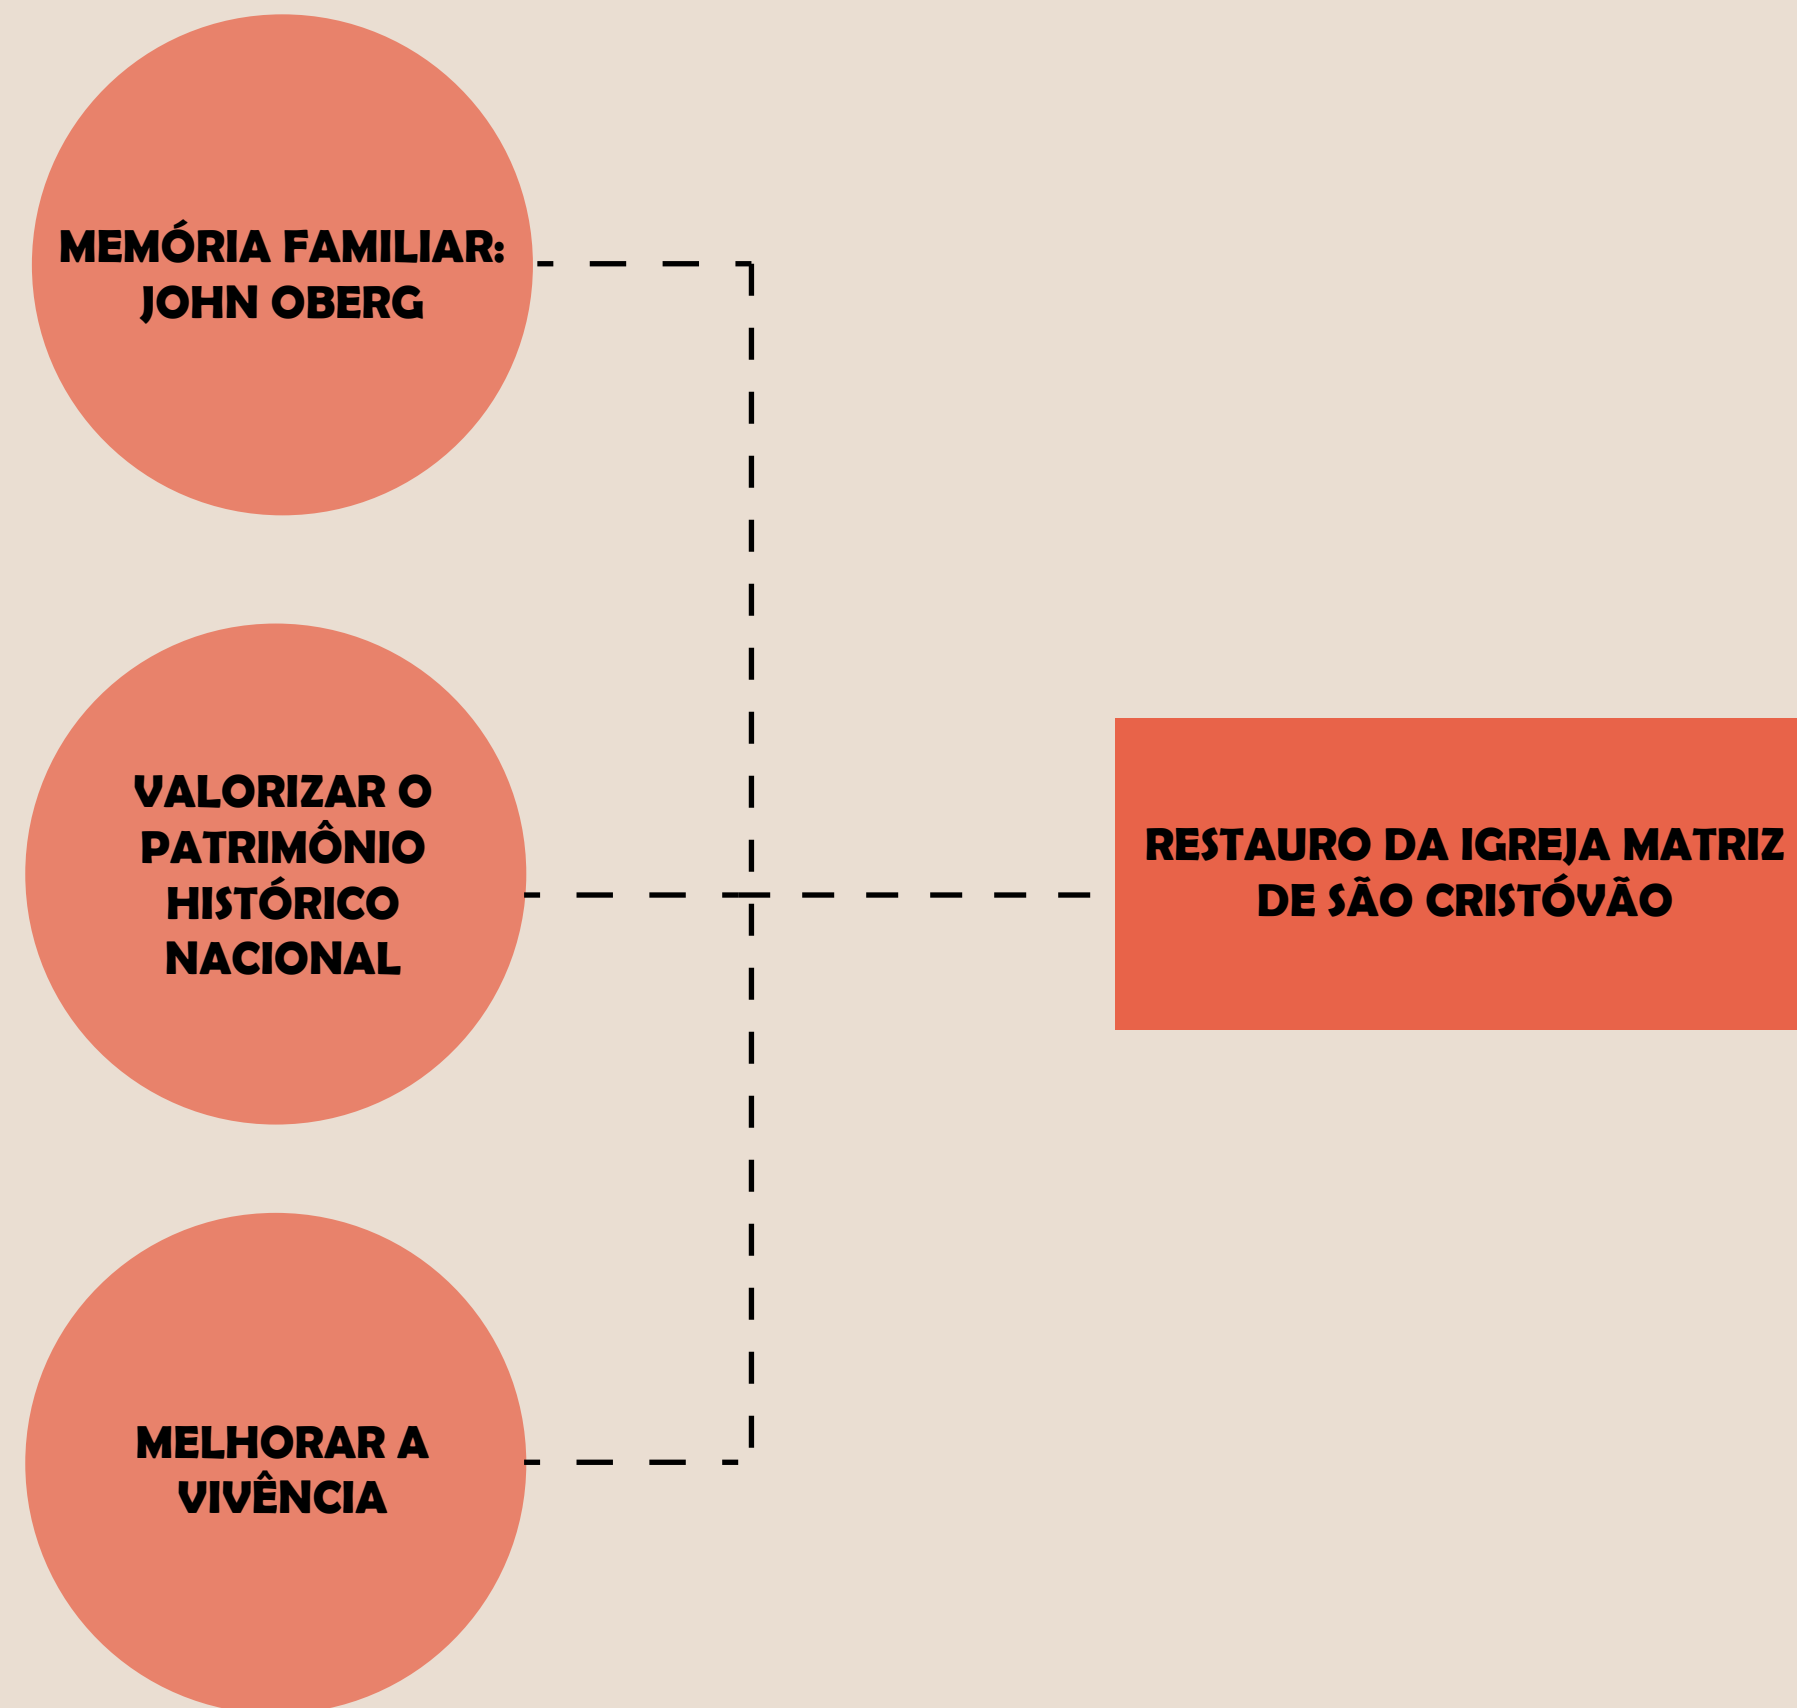 MEMÓRIA FAMILIAR:
JOHN OBERG
VALORIZAR O
PATRIMÔNIO
HISTÓRICO
NACIONAL
RESTAURO DA IGREJA MATRIZ
DE SÃO CRISTÓVÃO
MELHORAR A
VIVÊNCIA